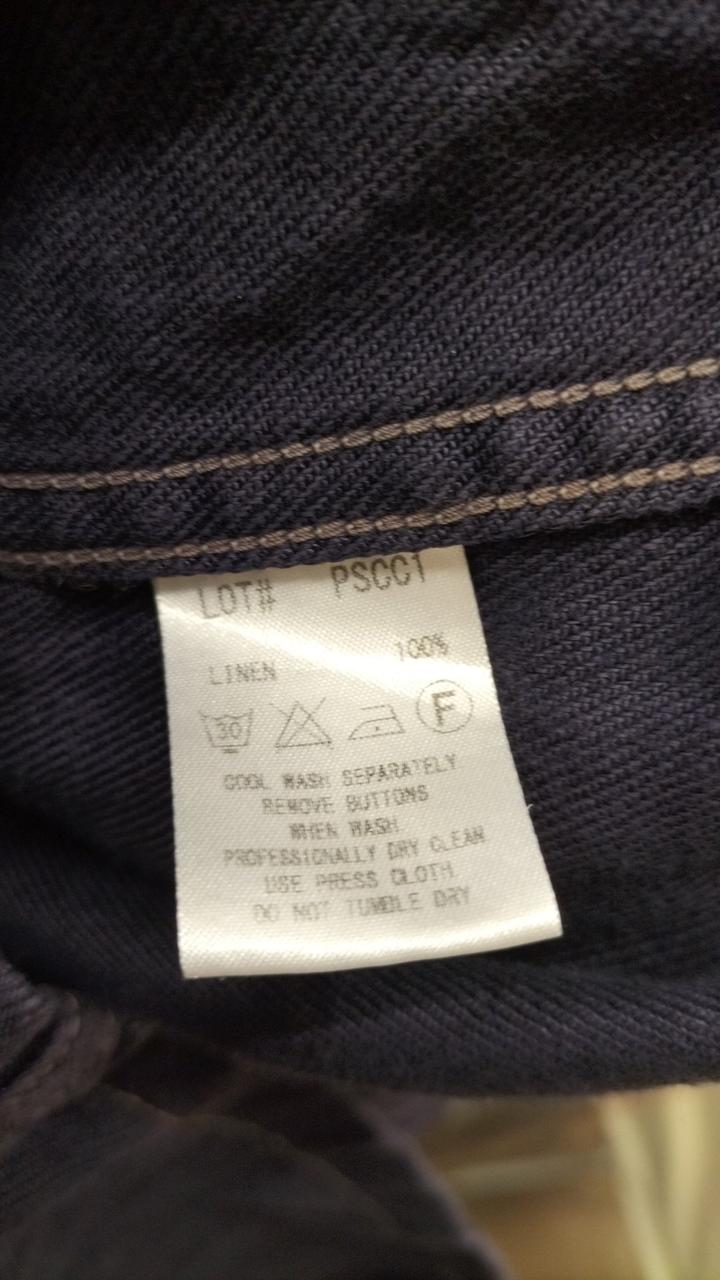 LOT# PSCC1
100%
LINEN
30 F
COOL WASH SEPARATELY
REMOVE BUTTONS
WHEN WASH
PROFESSIONALLY DRY CLEAN
USE PRESS CLOTH
DO NOT TUMBLE DRY